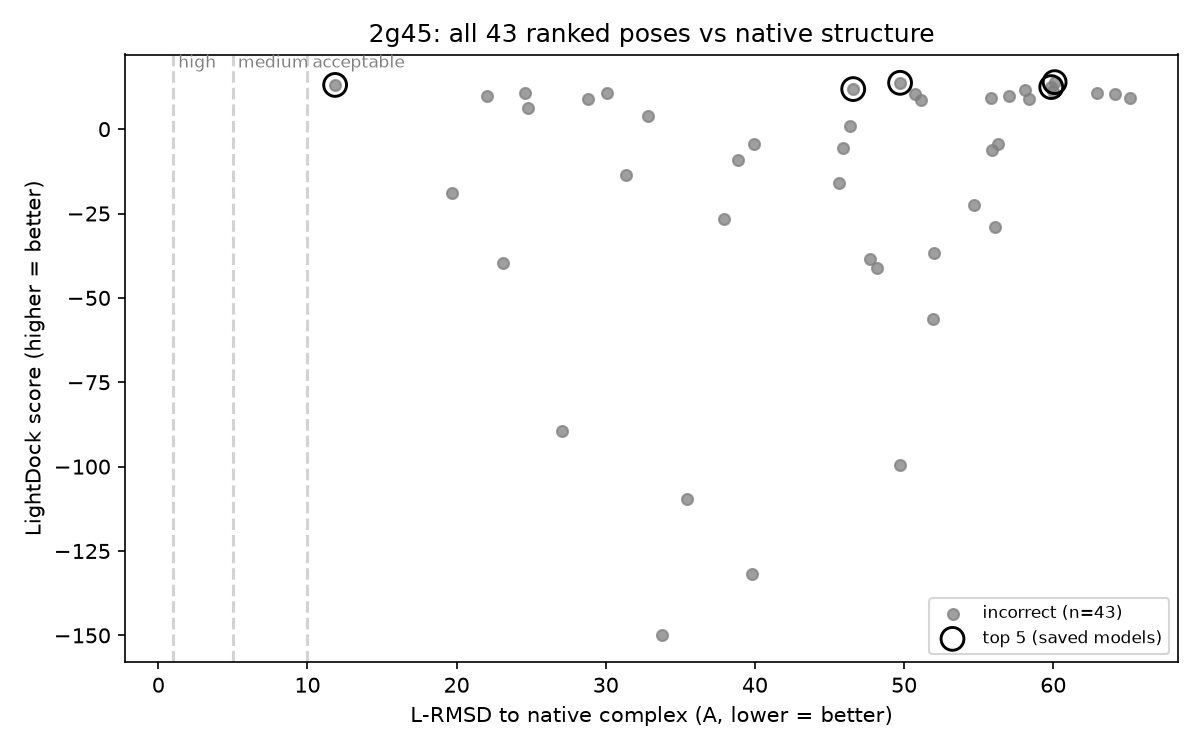 2g45: all 43 ranked poses vs native structure
high medium acceptable
LightDock score (higher = better)
0
−25
−50
−75
−100
−125
−150
incorrect (n=43)
top 5 (saved models)
0 10 20 30 40 50 60
L-RMSD to native complex (A, lower = better)